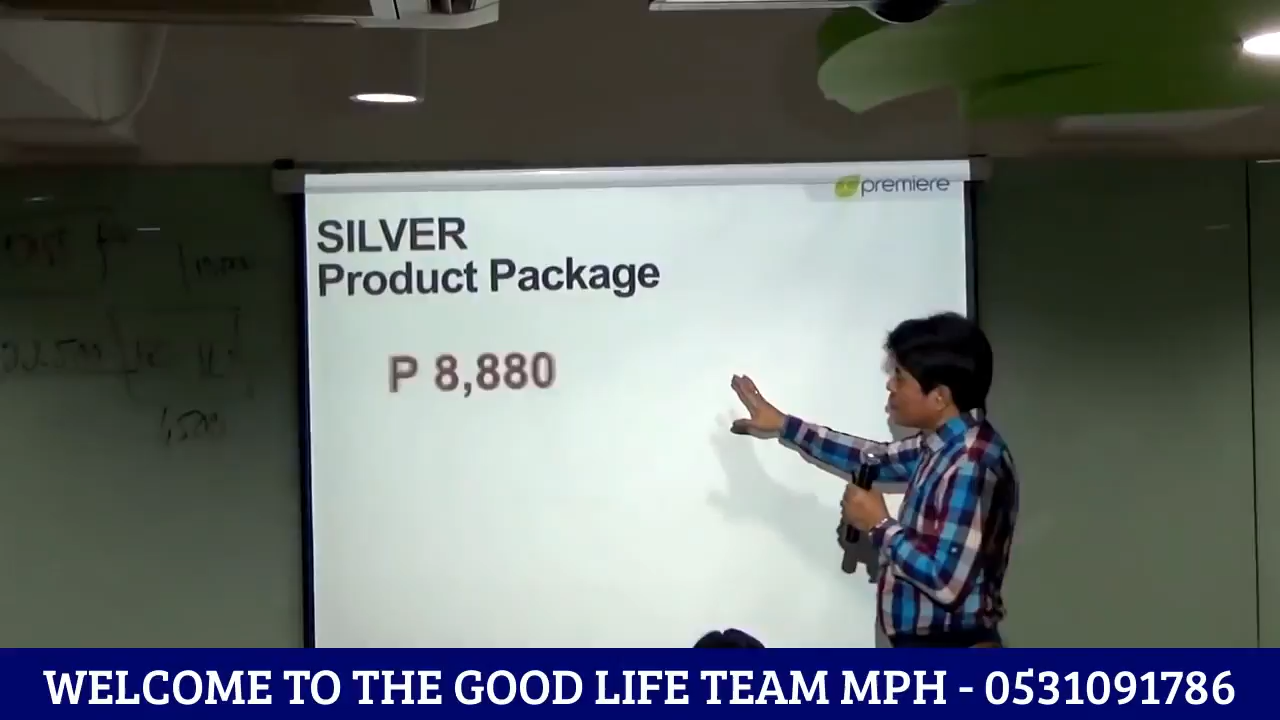 premiere
SILVER
Product Package
P 8,880
WELCOME TO THE GOOD LIFE TEAM MPH - 0531091786